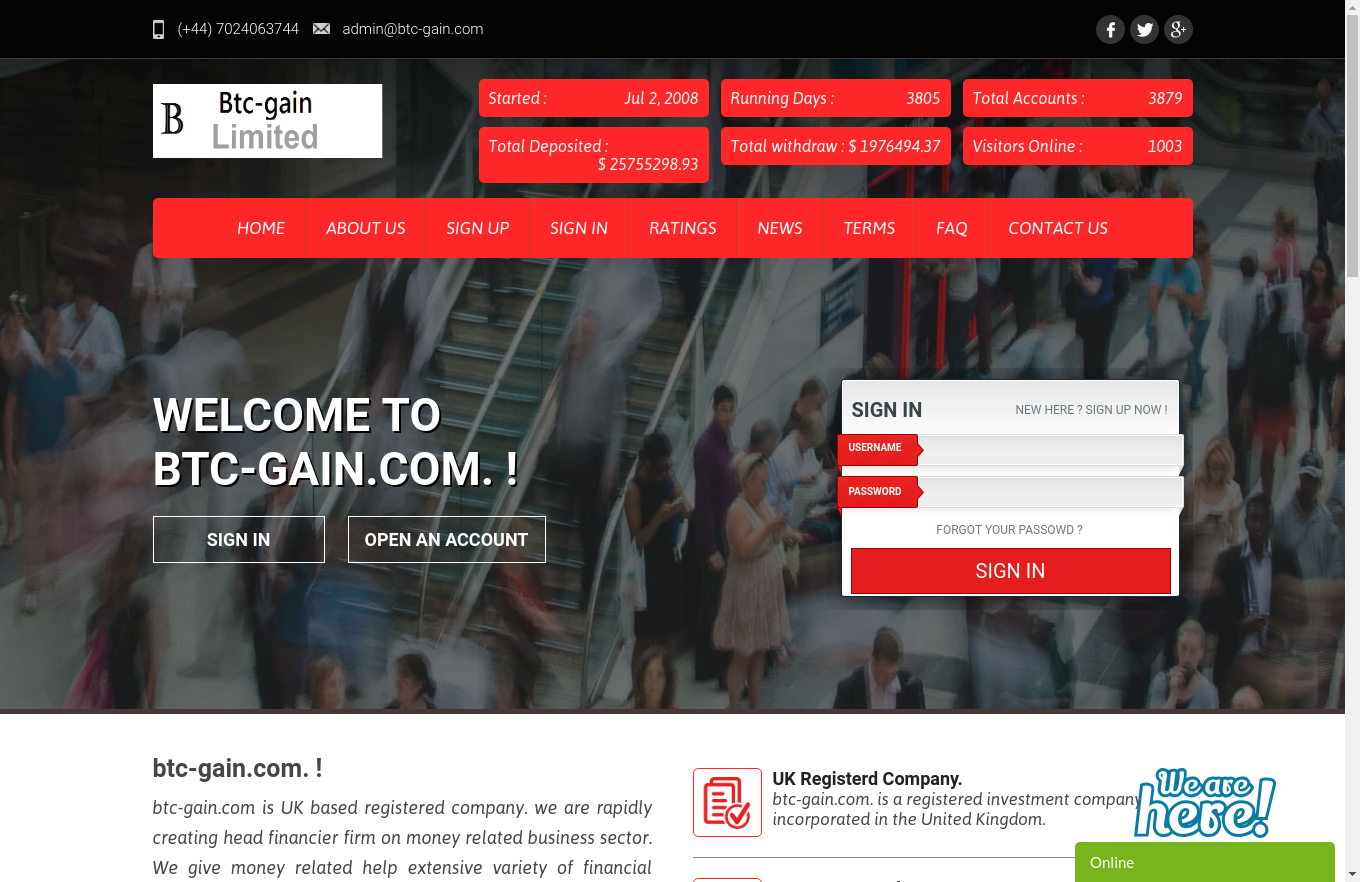 (+44) 7024063744 admin@btc-gain.com
B Btc-gain
Limited
Started : Jul 2, 2008
Running Days : 3805
Total Accounts : 3879
Total Deposited :
$ 25755298.93
Total withdraw : $ 1976494.37
Visitors Online : 1003
HOME ABOUT US SIGN UP SIGN IN RATINGS NEWS TERMS FAQ CONTACT US
WELCOME TO
BTC-GAIN.COM. !
SIGN IN OPEN AN ACCOUNT
SIGN IN NEW HERE ? SIGN UP NOW !
USERNAME
PASSWORD
FORGOT YOUR PASSOWD ?
SIGN IN
btc-gain.com. !
btc-gain.com is UK based registered company. we are rapidly
creating head financier firm on money related business sector.
We give money related help extensive variety of financial
UK Registerd Company.
btc-gain.com. is a registered investment company
incorporated in the United Kingdom.
We are
here!
Online